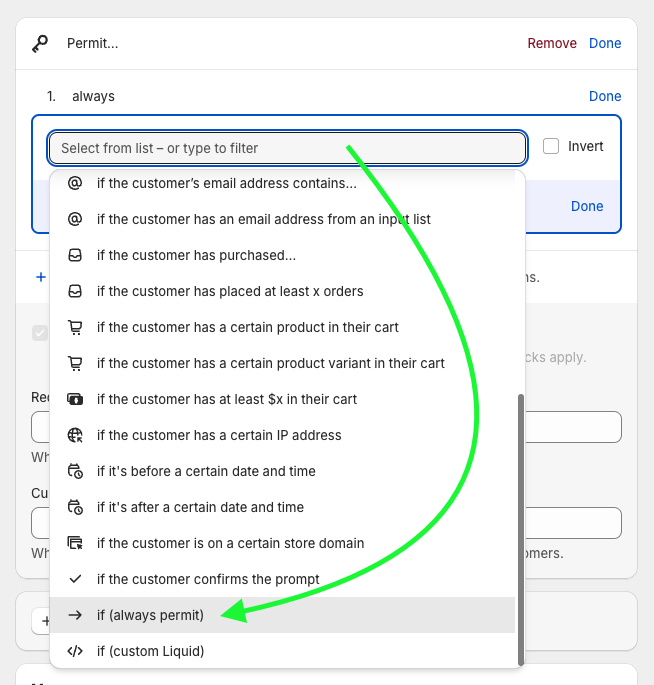 Permit...
Remove Done
1. always Done
Select from list – or type to filter
Invert
if the customer’s email address contains...
if the customer has an email address from an input list
Done
if the customer has purchased...
+ ns.
if the customer has placed at least x orders
if the customer has a certain product in their cart
cks apply.
if the customer has a certain product variant in their cart
if the customer has at least $x in their cart
if the customer has a certain IP address
Wh
if it's before a certain date and time
Cu
if it's after a certain date and time
if the customer is on a certain store domain
Wh omers.
if the customer confirms the prompt
if (always permit)
if (custom Liquid)